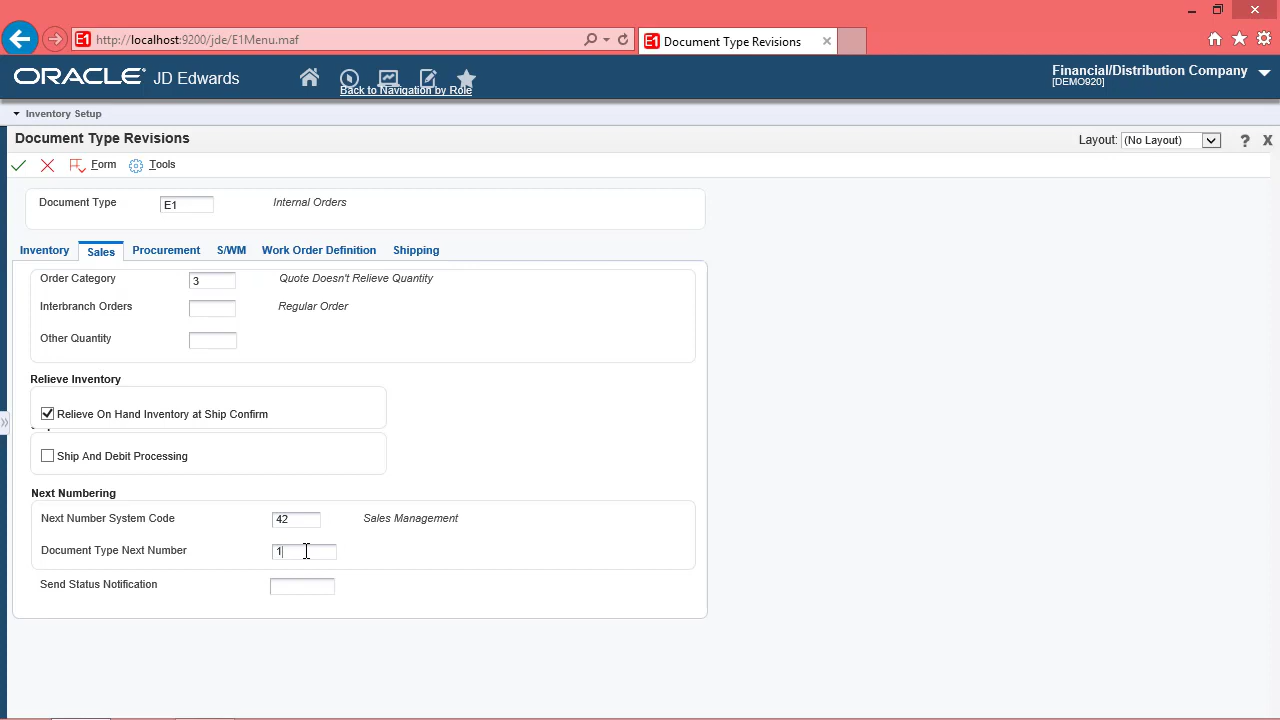 E1 http://localhost:9200/jde/E1Menu.maf
E1 Document Type Revisions
ORACLE JD Edwards
Back to Navigation by Role
Financial/Distribution Company
[DEMO920]
Inventory Setup
Document Type Revisions
Layout: (No Layout) ? X
Form Tools
Document Type E1 Internal Orders
Inventory Sales Procurement S/WM Work Order Definition Shipping
Order Category 3 Quote Doesn't Relieve Quantity
Interbranch Orders Regular Order
Other Quantity
Relieve Inventory
Relieve On Hand Inventory at Ship Confirm
Ship And Debit Processing
Next Numbering
Next Number System Code 42 Sales Management
Document Type Next Number 1
Send Status Notification